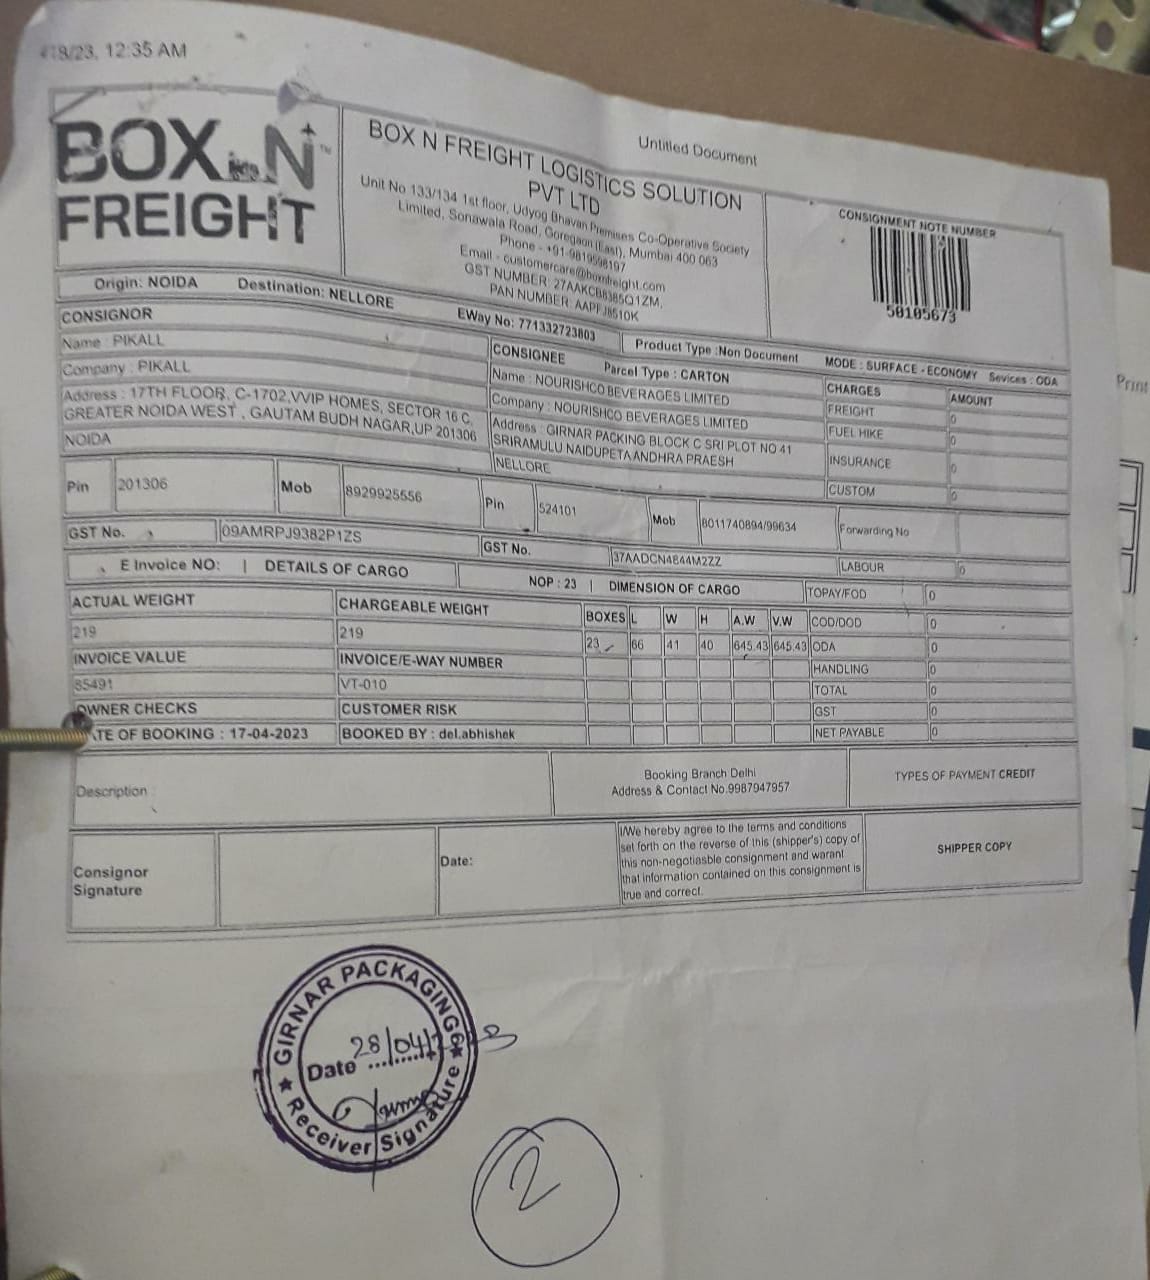 4/18/23, 12:35 AM
Untitled Document
BOX N
FREIGHT
BOX N FREIGHT LOGISTICS SOLUTION
PVT LTD
Unit No 133/134 1st floor, Udyog Bhavan Premises Co-Operative Society
Limited, Sonawala Road, Goregaon (East), Mumbai 400 063
Phone - +91-9819598197
Email - customercare@boxnfreight.com
GST NUMBER: 27AAKCB8385Q1ZM,
PAN NUMBER: AAPFJ8510K
CONSIGNMENT NOTE NUMBER
50105673
Origin: NOIDA Destination: NELLORE EWay No: 771332723803 Product Type :Non Document MODE : SURFACE - ECONOMY Sevices : ODA
CONSIGNOR CONSIGNEE Parcel Type : CARTON CHARGES AMOUNT
Name : PIKALL Name : NOURISHCO BEVERAGES LIMITED FREIGHT 0
Company : PIKALL Company : NOURISHCO BEVERAGES LIMITED FUEL HIKE 0
Address : 17TH FLOOR, C-1702,VVIP HOMES, SECTOR 16 C,
GREATER NOIDA WEST , GAUTAM BUDH NAGAR,UP 201306
Address : GIRNAR PACKING BLOCK C SRI PLOT NO 41
SRIRAMULU NAIDUPETA ANDHRA PRAESH
INSURANCE 0
NOIDA NELLORE CUSTOM 0
Pin 201306 Mob 8929925556 Pin 524101 Mob 8011740894/99634 Forwarding No
GST No. 09AMRPJ9382P1ZS GST No. 37AADCN4844M2ZZ LABOUR 0
E Invoice NO: | DETAILS OF CARGO NOP : 23 | DIMENSION OF CARGO TOPAY/FOD 0
ACTUAL WEIGHT CHARGEABLE WEIGHT BOXES L W H A.W V.W COD/DOD 0
219 219 23 66 41 40 645.43 645.43 ODA 0
INVOICE VALUE INVOICE/E-WAY NUMBER HANDLING 0
85491 VT-010 TOTAL 0
OWNER CHECKS CUSTOMER RISK GST 0
TE OF BOOKING : 17-04-2023 BOOKED BY : del.abhishek NET PAYABLE 0
Description :
Booking Branch Delhi
Address & Contact No.9987947957
TYPES OF PAYMENT CREDIT
Consignor
Signature
Date:
I/We hereby agree to the terms and conditions
set forth on the reverse of this (shipper's) copy of
this non-negotiasble consignment and warant
that information contained on this consignment is
true and correct.
SHIPPER COPY
GIRNAR PACKAGING
Date 28/04/
Receiver Signature
2
Print